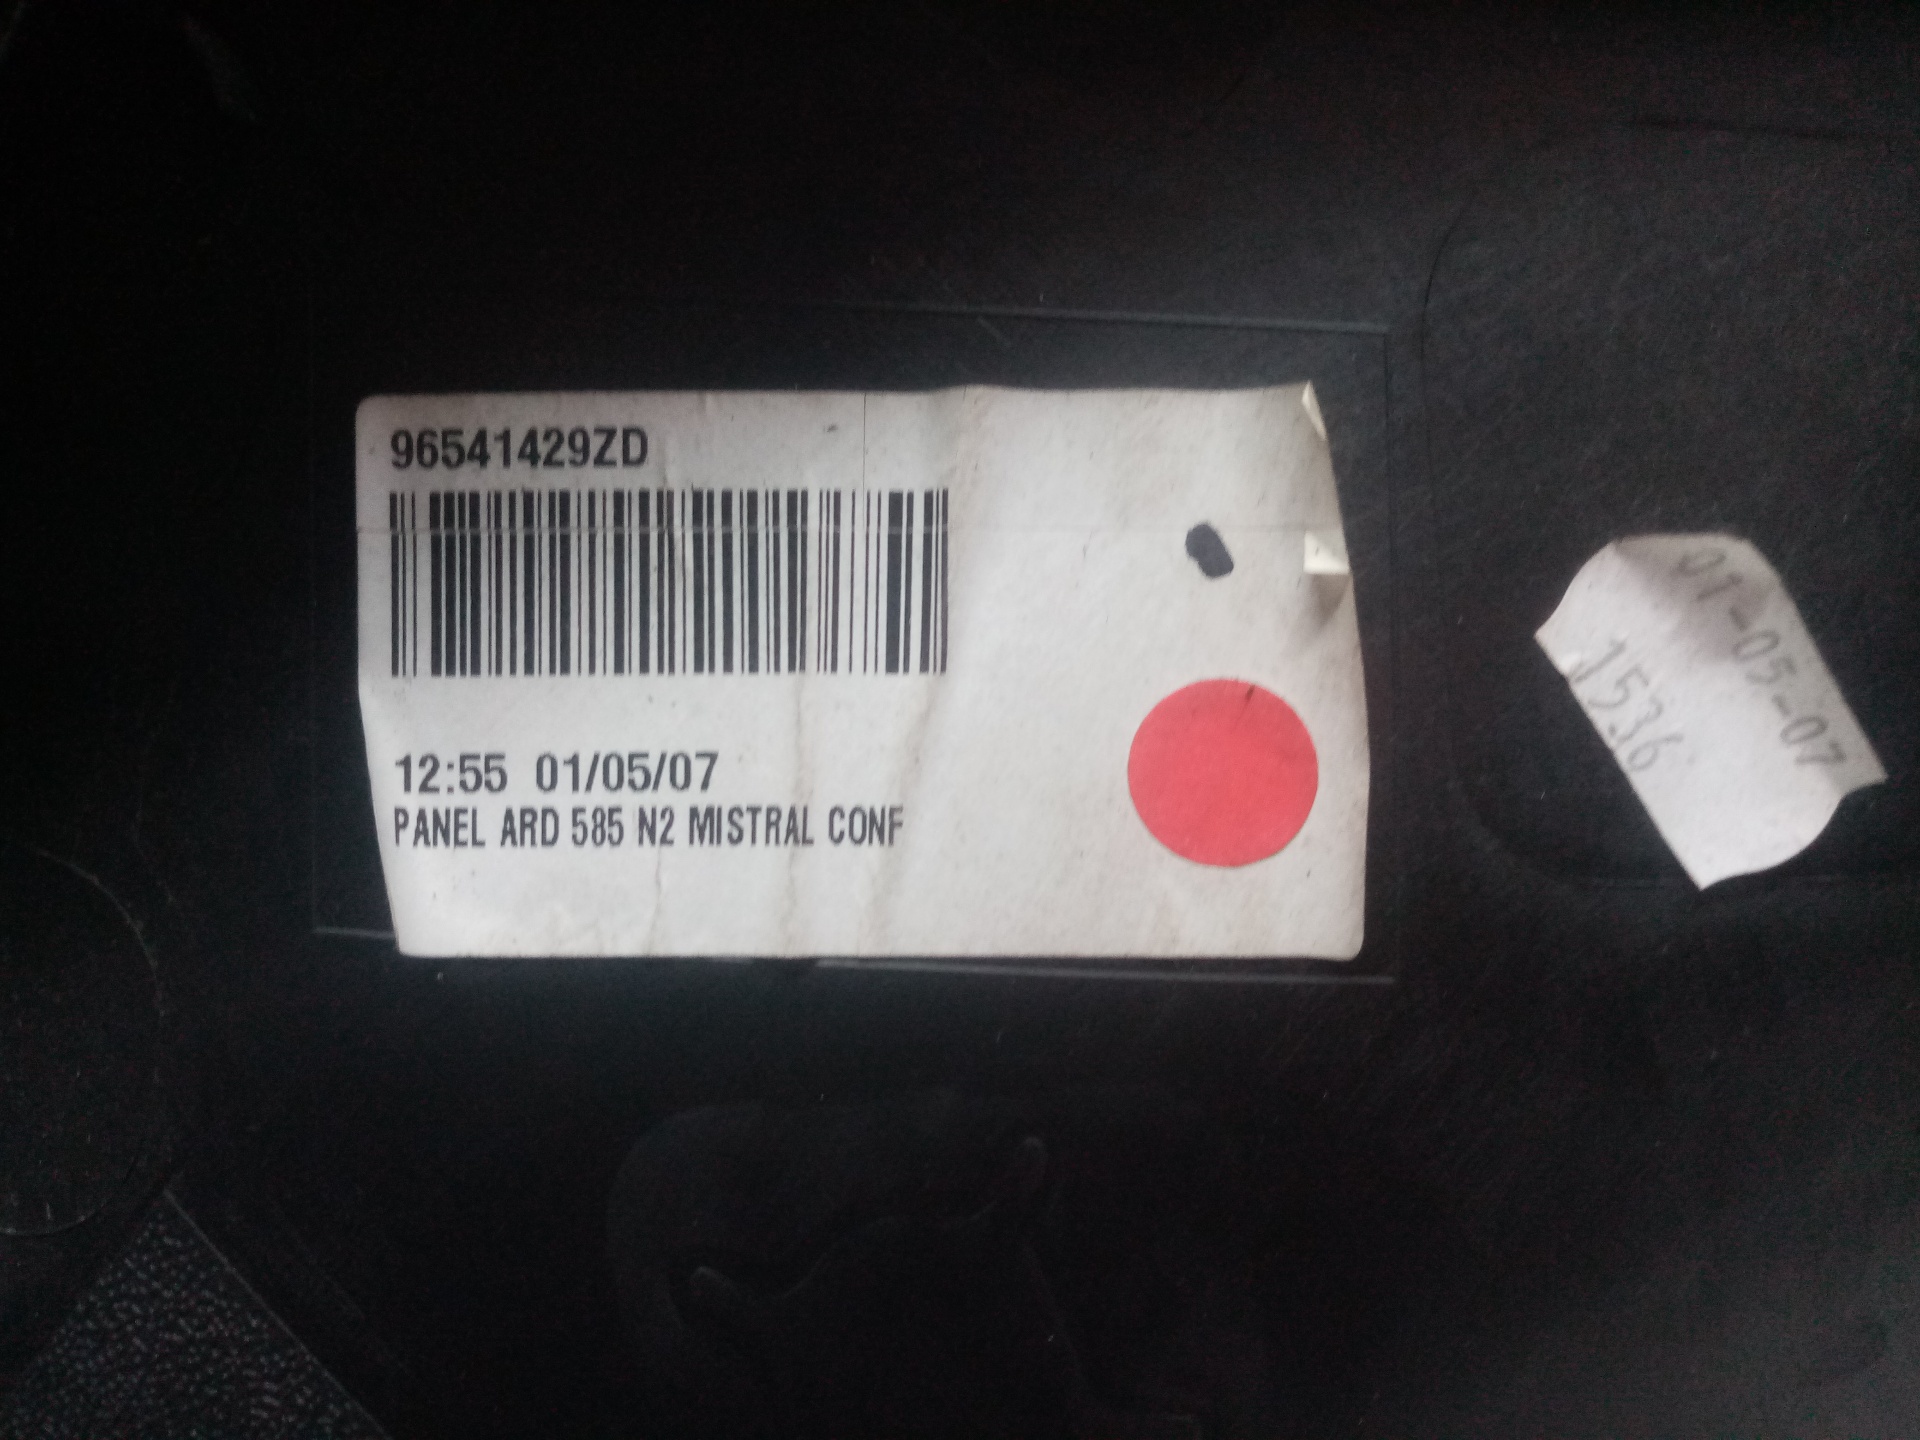 96541429ZD
12:55 01/05/07
PANEL ARD 585 N2 MISTRAL CONF
01-05-07
1536